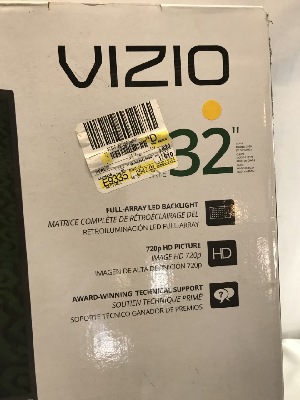 VIZIO
32"
FULL-ARRAY LED BACKLIGHT
MATRICE COMPLÈTE DE RÉTROÉCLAIRAGE DEL
RETROILUMINACIÓN LED FULL-ARRAY
720p HD PICTURE
IMAGE HD 720p
IMAGEN DE ALTA DEFINICIÓN 720p
HD
AWARD-WINNING TECHNICAL SUPPORT
SOUTIEN TECHNIQUE PRIMÉ
SOPORTE TÉCNICO GANADOR DE PREMIOS